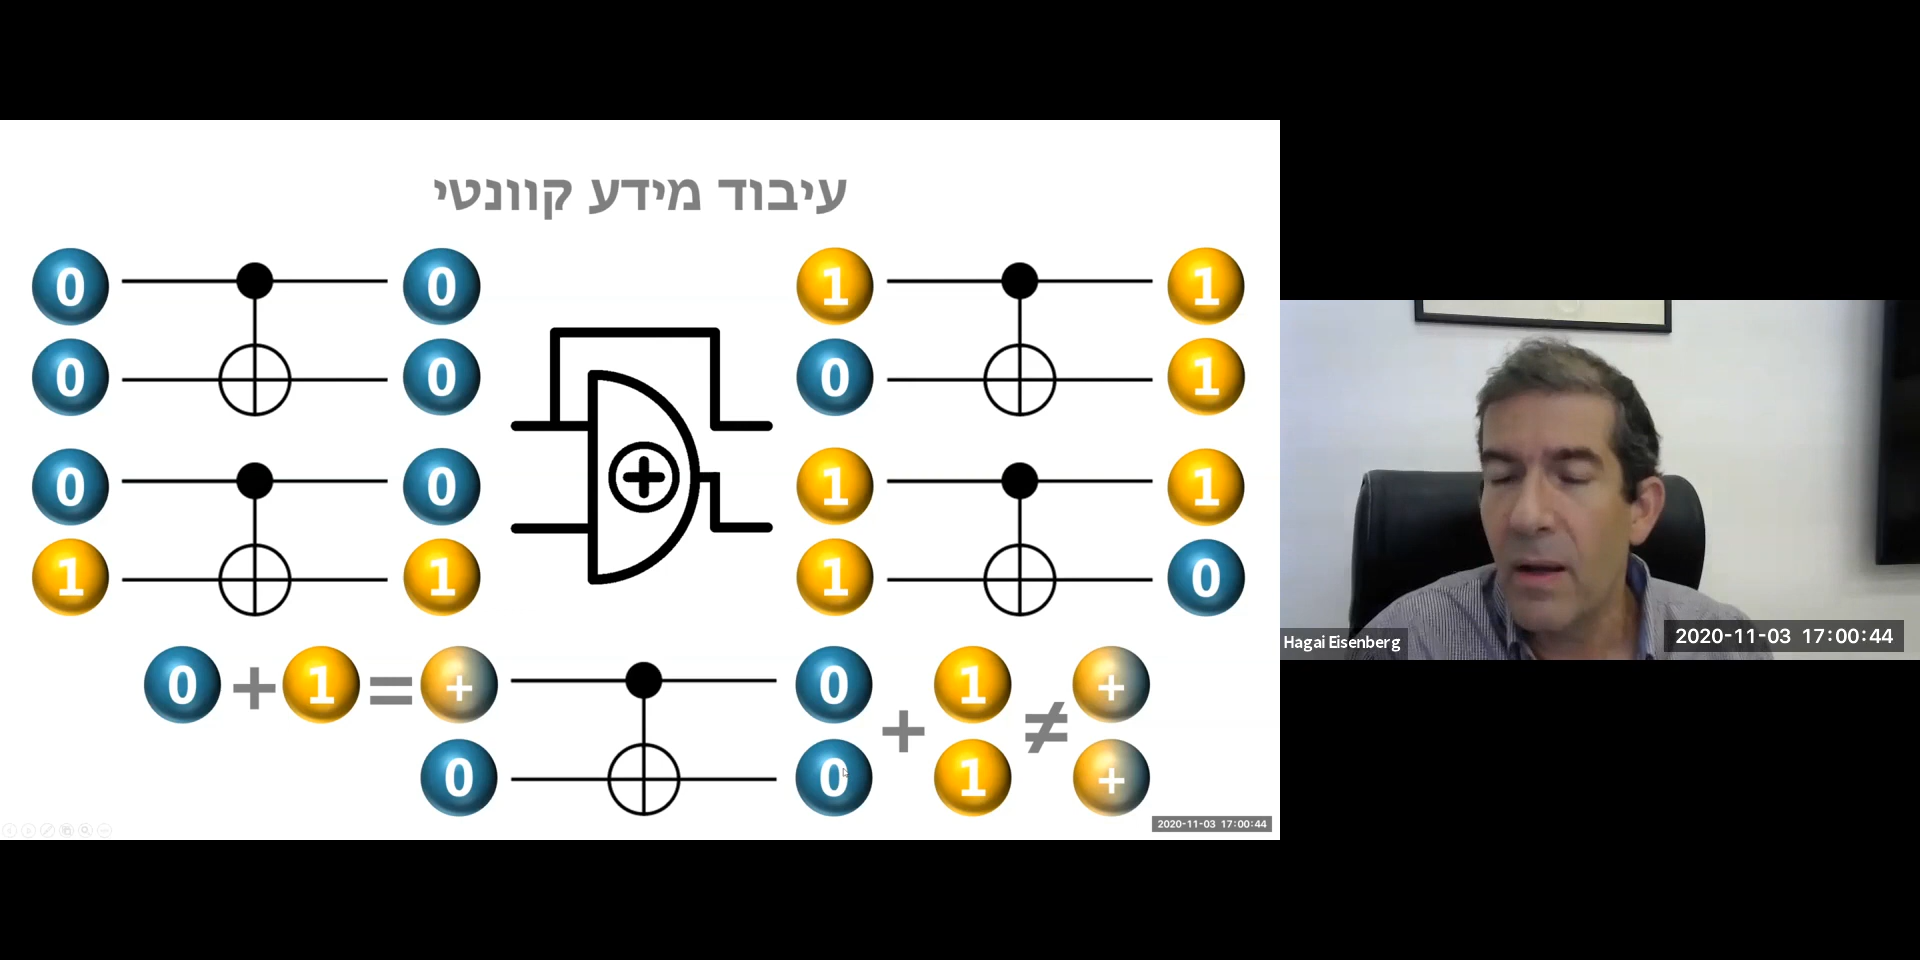 עיבוד מידע קוונטי
0 0 1 1
0 0 0 1
0 0 1 1
1 1 1 0
0 + 1 = + 0 + 1 ≠ +
0 0 1 +
Hagai Eisenberg
2020-11-03 17:00:44
2020-11-03 17:00:44